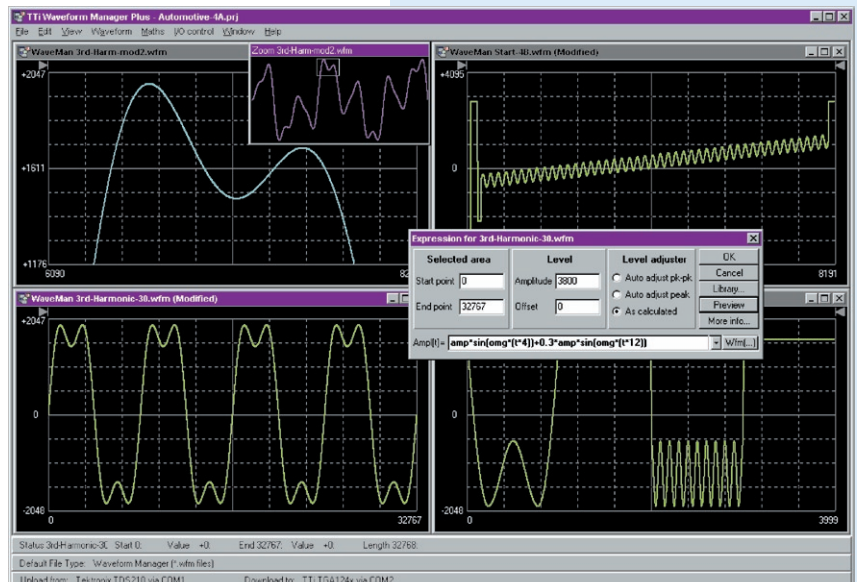 TTi Waveform Manager Plus - Automotive-4A.prj
File Edit View Waveform Maths I/O control Window Help
WaveMan 3rd-Harm-mod2.wfm
Zoom 3rd-Harm-mod2.wfm
+2047
+1611
+1176
6090
WaveMan Start-48.wfm (Modified)
+4095
0
8191
Expression for 3rd-Harmonic-30.wfm
Selected area
Start point 0
End point 32767
Level
Amplitude 3800
Offset 0
Level adjuster
Auto adjust pk-pk
Auto adjust peak
As calculated
OK
Cancel
Library...
Preview
More info...
Ampl(t)= amp*sin(omg*(t*4))+0.3*amp*sin(omg*(t*12)) Wfm(...)
WaveMan 3rd-Harmonic-30.wfm (Modified)
+2047
0
-2048
0 32767
-2048
0 3999
Status 3rd-Harmonic-3( Start 0: Value +0: End 32767: Value +0: Length 32768:
Default File Type: Waveform Manager (*.wfm files)
Upload from: Tektronix TDS210 via COM1 Download to: TTi TGA124x via COM2